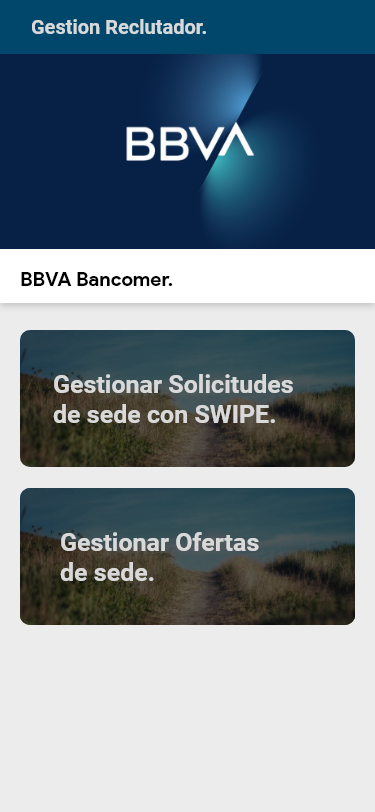 Gestion Reclutador.
BBVA
BBVA Bancomer.
Gestionar Solicitudes
de sede con SWIPE.
Gestionar Ofertas
de sede.